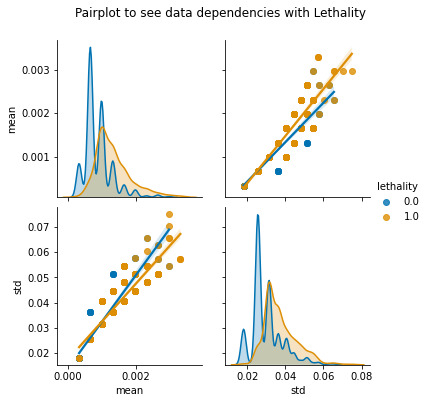 Pairplot to see data dependencies with Lethality
0.003
0.002
0.001
mean
lethality
0.0
1.0
0.07
0.06
0.05
0.04
0.03
0.02
std
0.000 0.002
mean
0.02 0.04 0.06 0.08
std